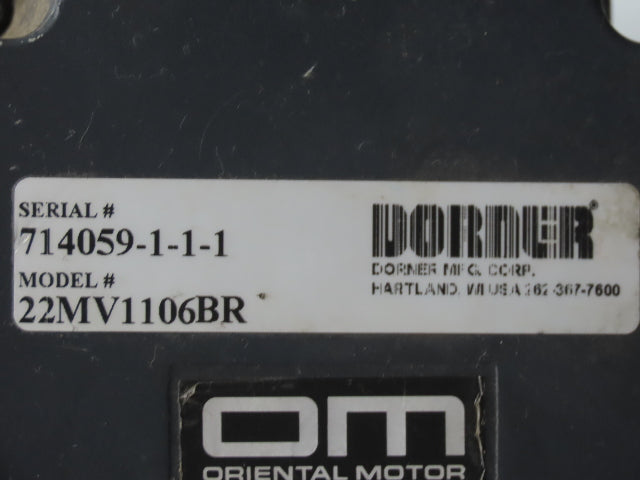 SERIAL #
714059-1-1-1
MODEL #
22MV1106BR
DORNER®
DORNER MFG. CORP.
HARTLAND, WI USA 262-367-7600
om
ORIENTAL MOTOR